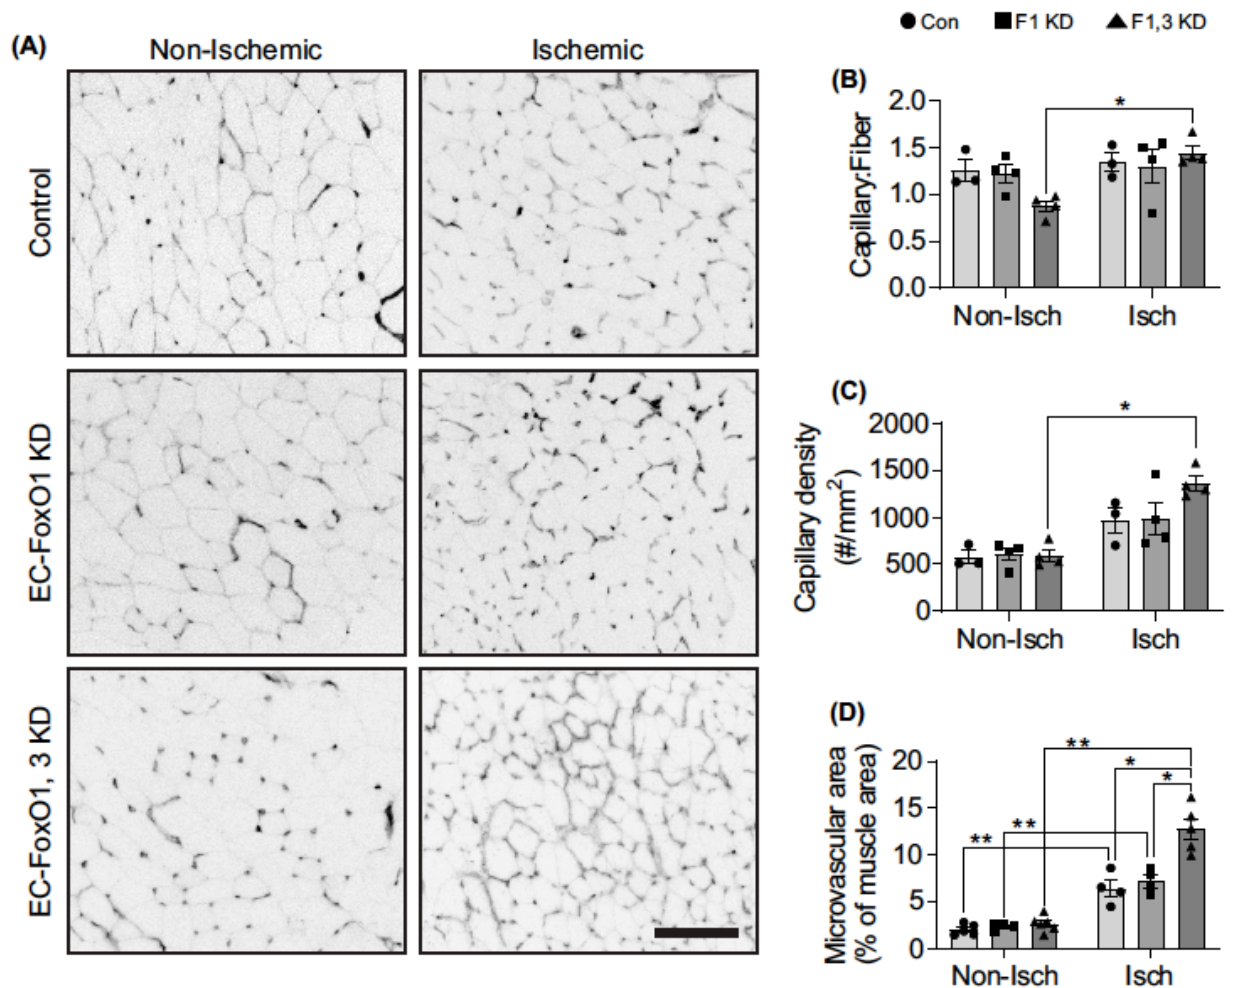 Con F1 KD F1,3 KD
(A)
Non-Ischemic Ischemic
Control
EC-FoxO1 KD
EC-FoxO1, 3 KD
(B)
Capillary:Fiber
2.0
1.5
1.0
0.5
0.0
*
Non-Isch Isch
(C)
Capillary density
(#/mm²)
2000
1500
1000
500
0
*
Non-Isch Isch
(D)
Microvascular area
(% of muscle area)
20
15
10
5
0
**
*
*
**
**
Non-Isch Isch